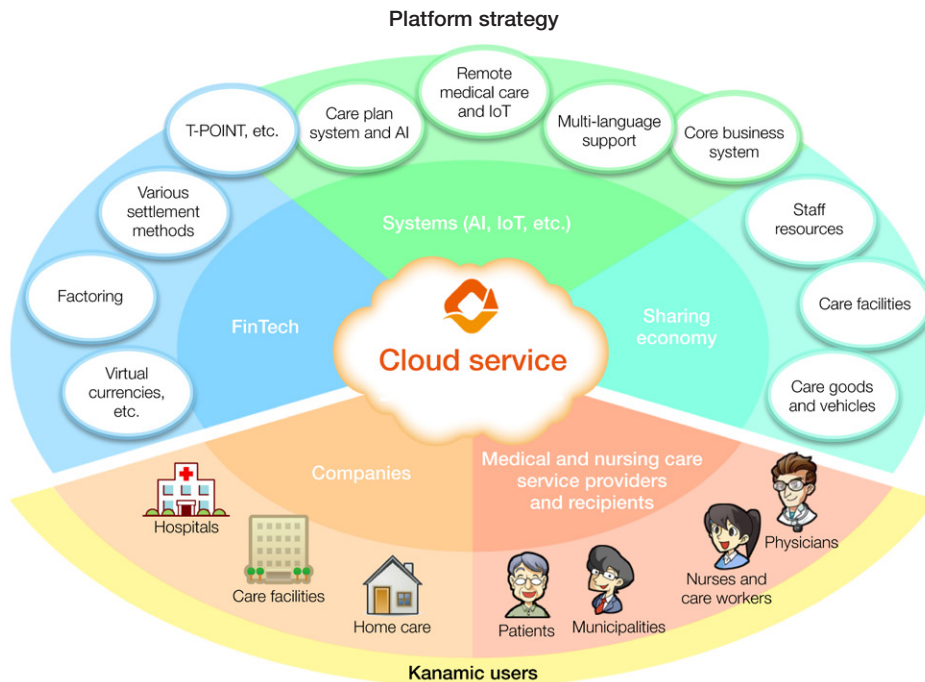 Platform strategy
Remote
medical care
and IoT
T-POINT, etc.
Care plan
system and AI
Multi-language
support
Core business
system
Various
settlement
methods
Systems (AI, IoT, etc.)
Staff
resources
Factoring
FinTech
Sharing
economy
Care facilities
Cloud service
Virtual
currencies,
etc.
Care goods
and vehicles
Companies
Medical and nursing care
service providers
and recipients
Hospitals
Physicians
Care facilities
Nurses and
care workers
Home care
Patients
Municipalities
Kanamic users